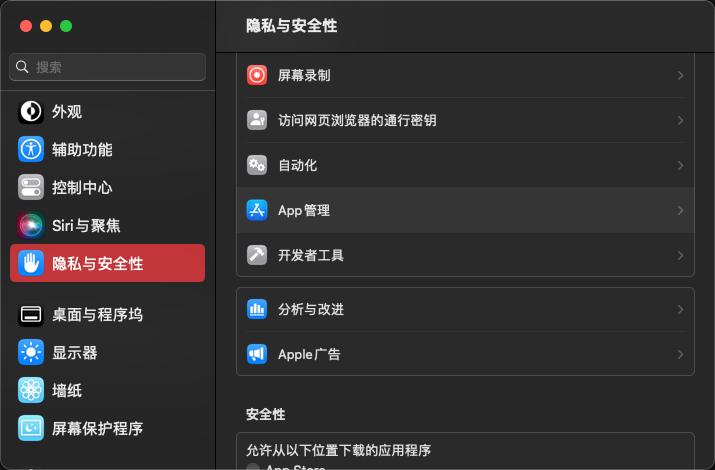 隐私与安全性
搜索
外观
辅助功能
控制中心
Siri与聚焦
隐私与安全性
桌面与程序坞
显示器
墙纸
屏幕保护程序
屏幕录制
访问网页浏览器的通行密钥
自动化
App管理
开发者工具
分析与改进
Apple广告
安全性
允许从以下位置下载的应用程序
App Store